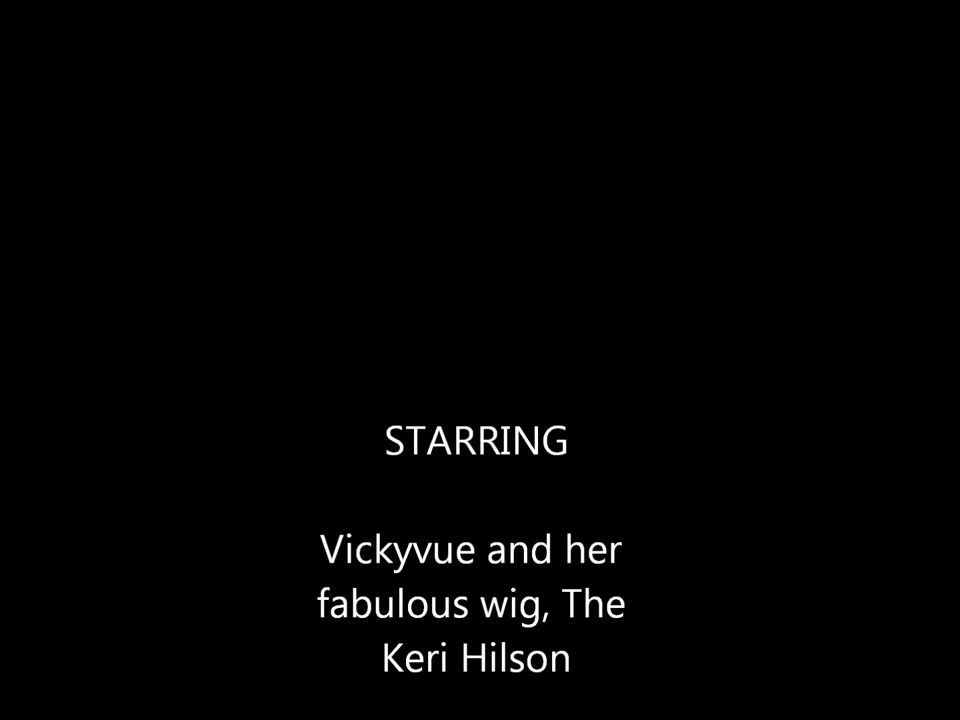 STARRING
Vickyvue and her
fabulous wig, The
Keri Hilson